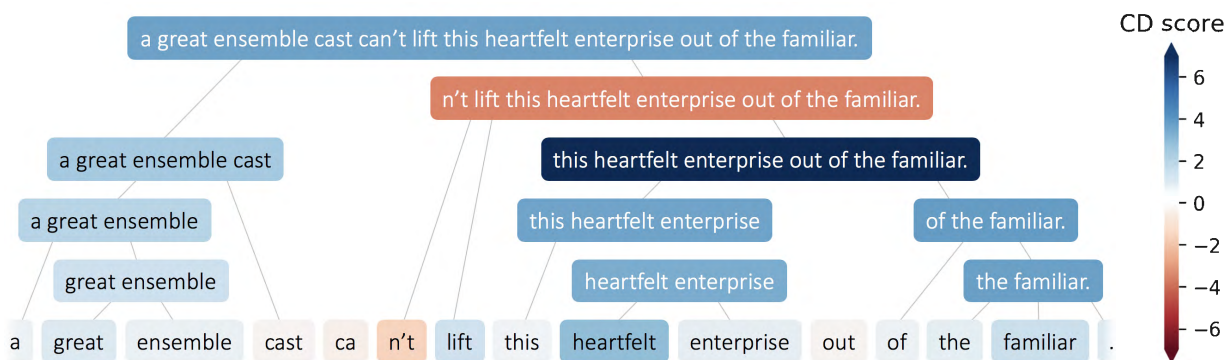 a great ensemble cast can't lift this heartfelt enterprise out of the familiar.
CD score
n't lift this heartfelt enterprise out of the familiar.
a great ensemble cast
this heartfelt enterprise out of the familiar.
a great ensemble
this heartfelt enterprise
of the familiar.
great ensemble
heartfelt enterprise
the familiar.
a great ensemble cast ca n't lift this heartfelt enterprise out of the familiar .
6
4
2
0
−2
−4
−6